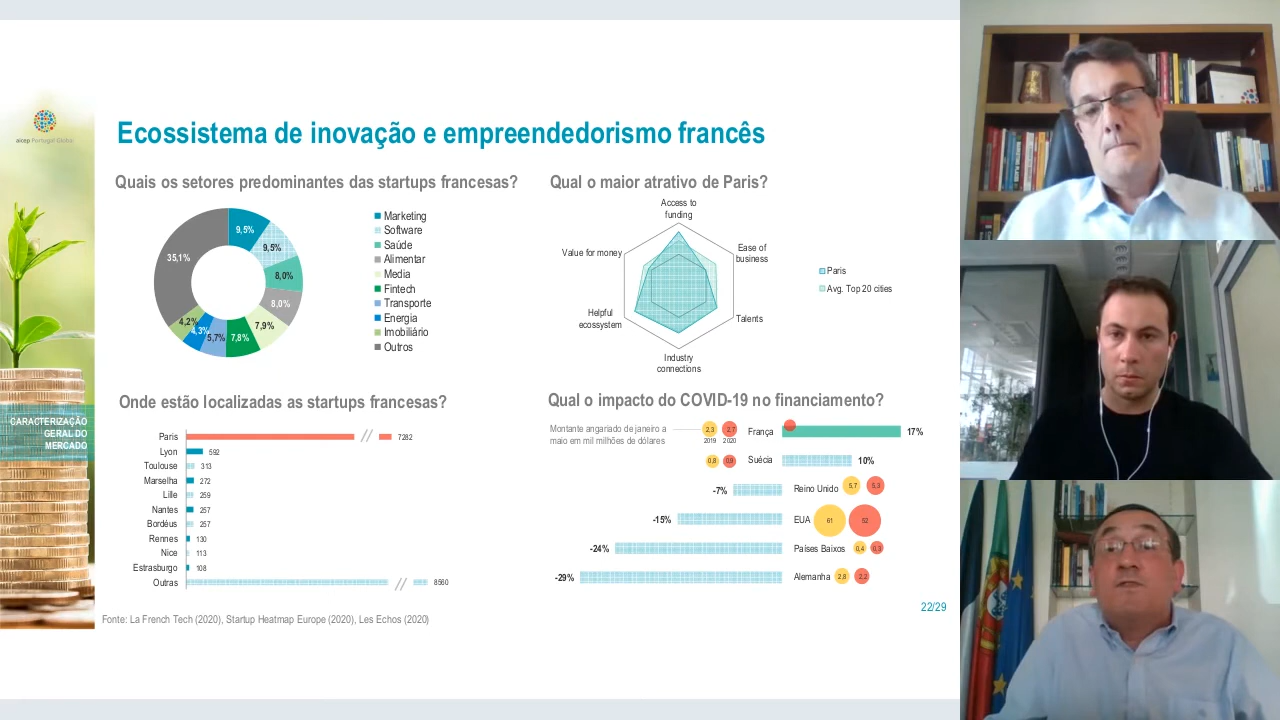 aicep Portugal Global
Ecossistema de inovação e empreendedorismo francês
Quais os setores predominantes das startups francesas?
9,5%
9,5%
8,0%
8,0%
7,9%
7,8%
5,7%
4,3%
4,2%
35,1%
Marketing
Software
Saúde
Alimentar
Media
Fintech
Transporte
Energia
Imobiliário
Outros
Qual o maior atrativo de Paris?
Access to
funding
Ease of
business
Talents
Industry
connections
Helpful
ecosystem
Value for money
Paris
Avg. Top 20 cities
CARACTERIZAÇÃO
GERAL DO
MERCADO
Onde estão localizadas as startups francesas?
Paris 7282
Lyon 592
Toulouse 313
Marselha 272
Lille 259
Nantes 257
Bordéus 257
Rennes 130
Nice 113
Estrasburgo 108
Outras 8560
Qual o impacto do COVID-19 no financiamento?
Montante angariado de janeiro a
maio em mil milhões de dólares
2,3 2,7
2019 2020
França 17%
0,8 0,9 Suécia 10%
-7% Reino Unido 5,7 5,3
-15% EUA 61 52
-24% Países Baixos 0,4 0,3
-29% Alemanha 2,8 2,2
22/29
Fonte: La French Tech (2020), Startup Heatmap Europe (2020), Les Echos (2020)